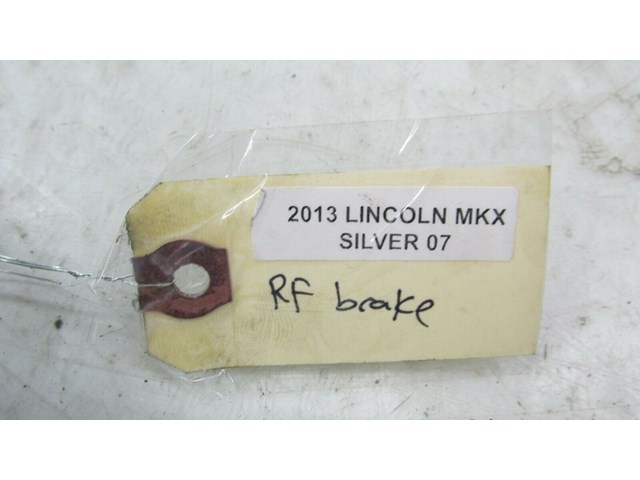 2013 LINCOLN MKX
SILVER 07
RF brake